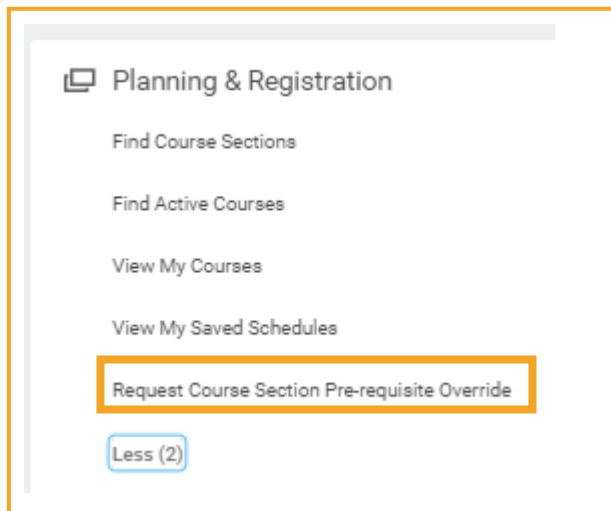 Planning & Registration
Find Course Sections
Find Active Courses
View My Courses
View My Saved Schedules
Request Course Section Pre-requisite Override
Less (2)